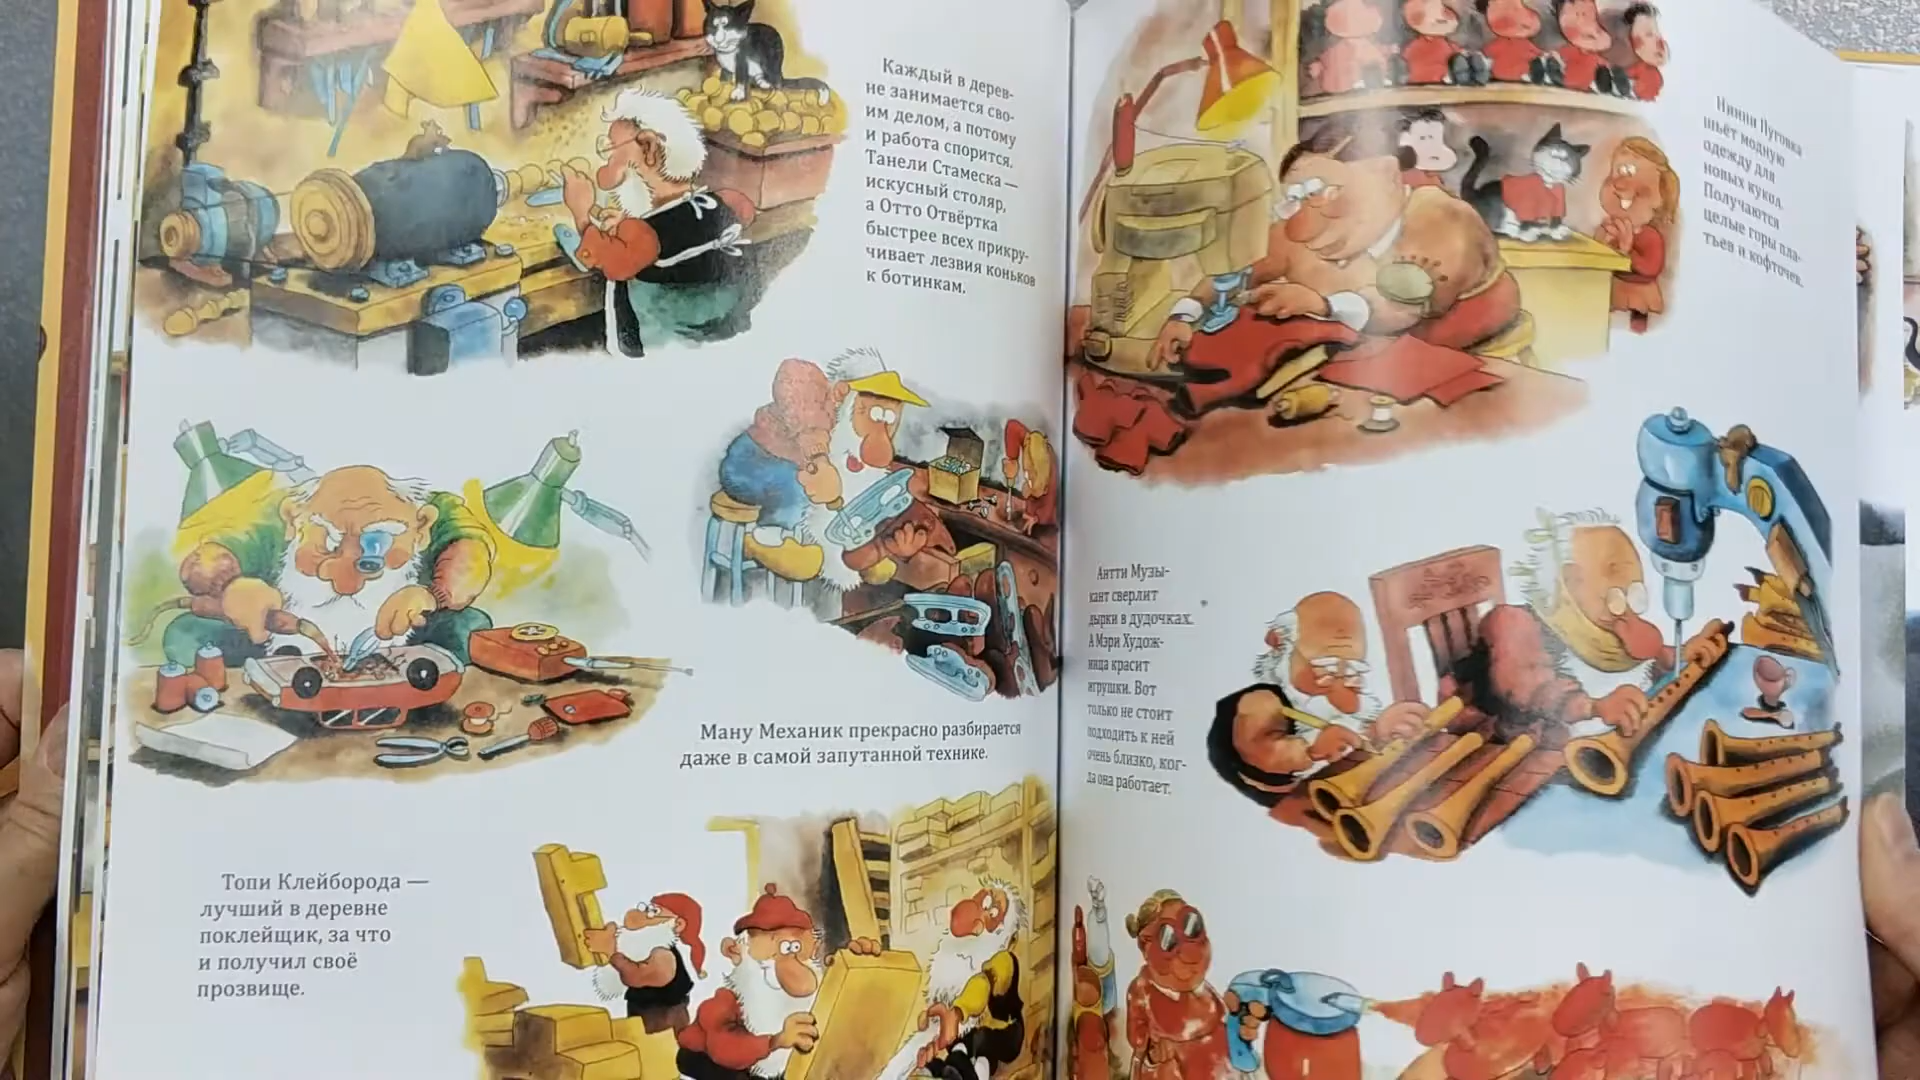 Каждый в дерев-
не занимается сво-
им делом, а потому
и работа спорится.
Танели Стамеска —
искусный столяр,
а Отто Отвёртка
быстрее всех прикру-
чивает лезвия коньков
к ботинкам.
Ману Механик прекрасно разбирается
даже в самой запутанной технике.
Топи Клейборода —
лучший в деревне
поклейщик, за что
и получил своё
прозвище.
Нинни Пуговка
шьёт модную
одежду для
новых кукол.
Получаются
целые горы пла-
тьев и кофточек.
Антти Музы-
кант сверлит
дырки в дудочках.
А Мэри Худож-
ница красит
игрушки. Вот
только не стоит
подходить к ней
очень близко, ког-
да она работает.